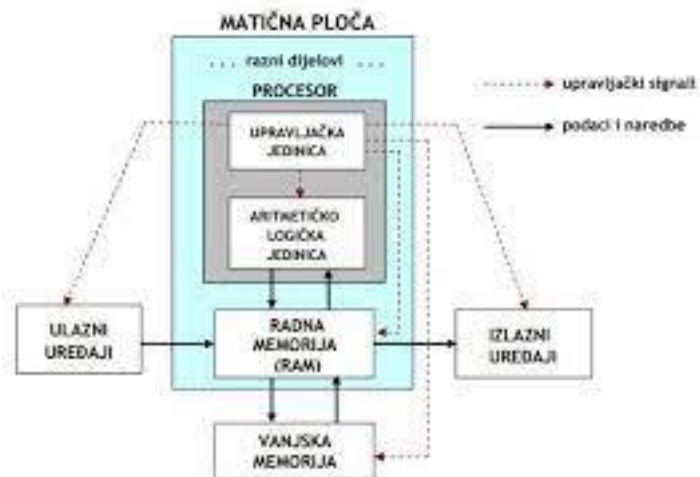 MATIČNA PLOČA
... razni dijelovi ...
PROCESOR
upravljački signali
podaci i naredbe
UPRAVLJAČKA
JEDINICA
ARITMETIČKO
LOGIČKA
JEDINICA
ULAZNI
UREĐAJI
RADNA
MEMORIJA
(RAM)
IZLAZNI
UREĐAJI
VANJSKA
MEMORIJA